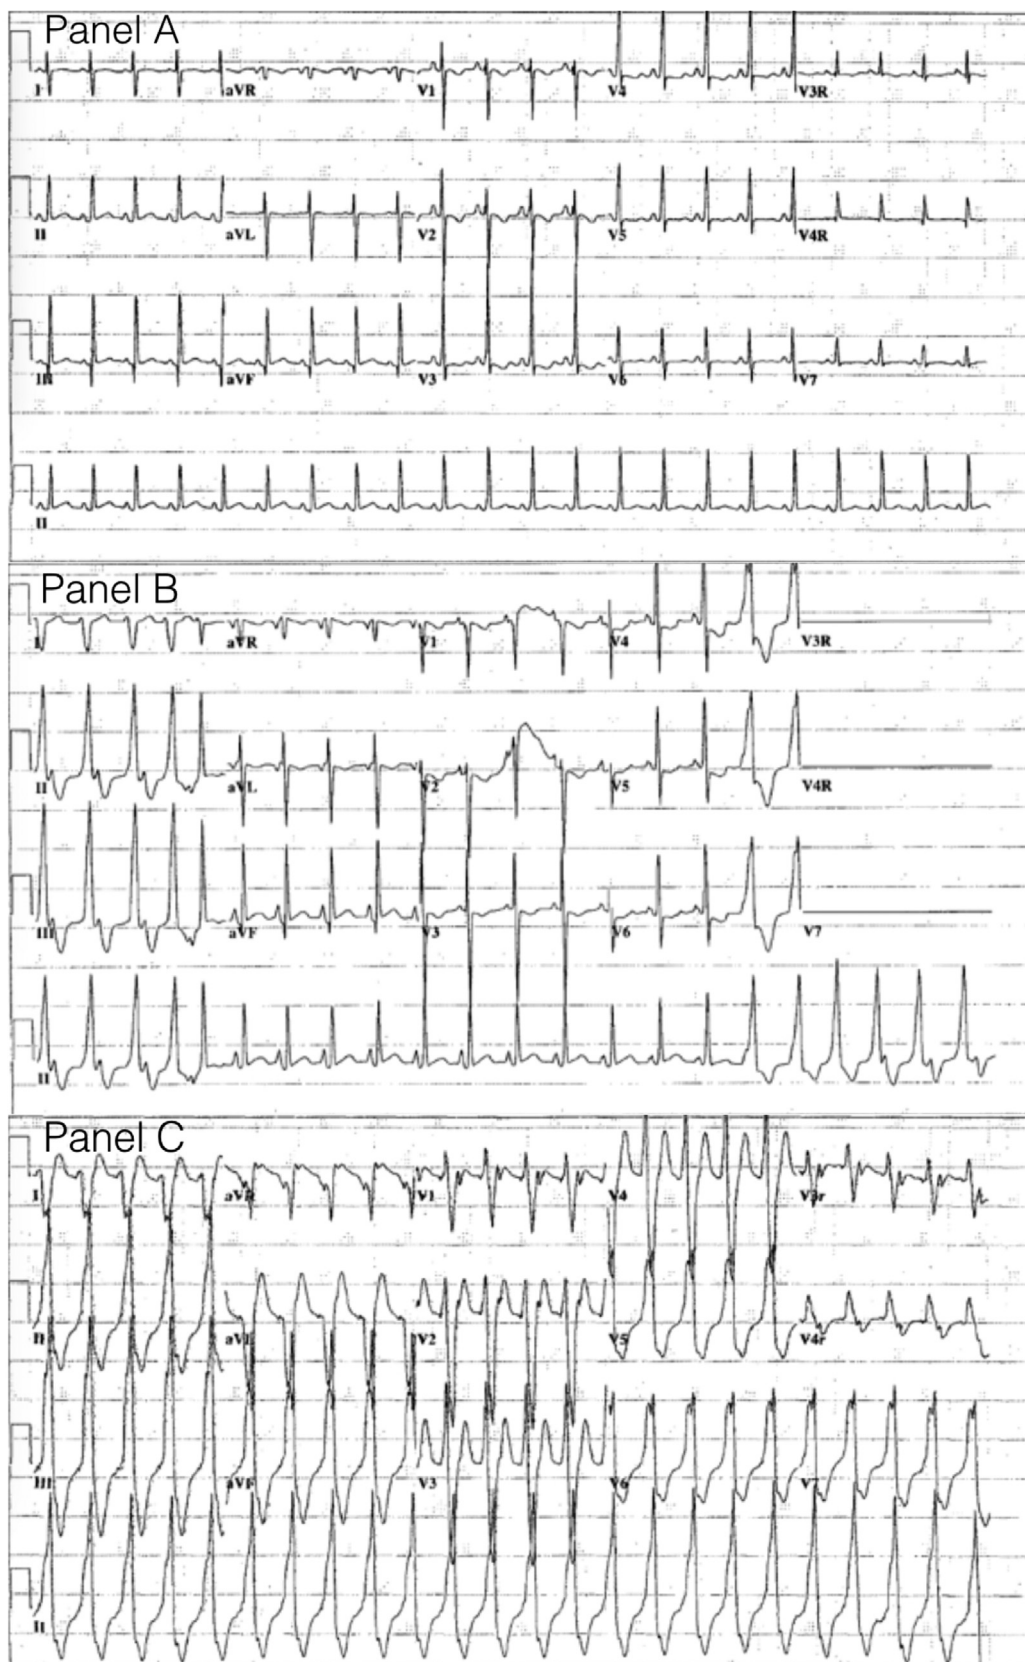 Panel A
I aVR V1 V4 V3R
II aVL V2 V5 V4R
III aVF V3 V6 V7
II
Panel B
I aVR V1 V4 V3R
II aVL V2 V5 V4R
III aVF V3 V6 V7
II
Panel C
I aVR V1 V4 V3r
II aVL V2 V5 V4r
III aVF V3 V6 V7
II